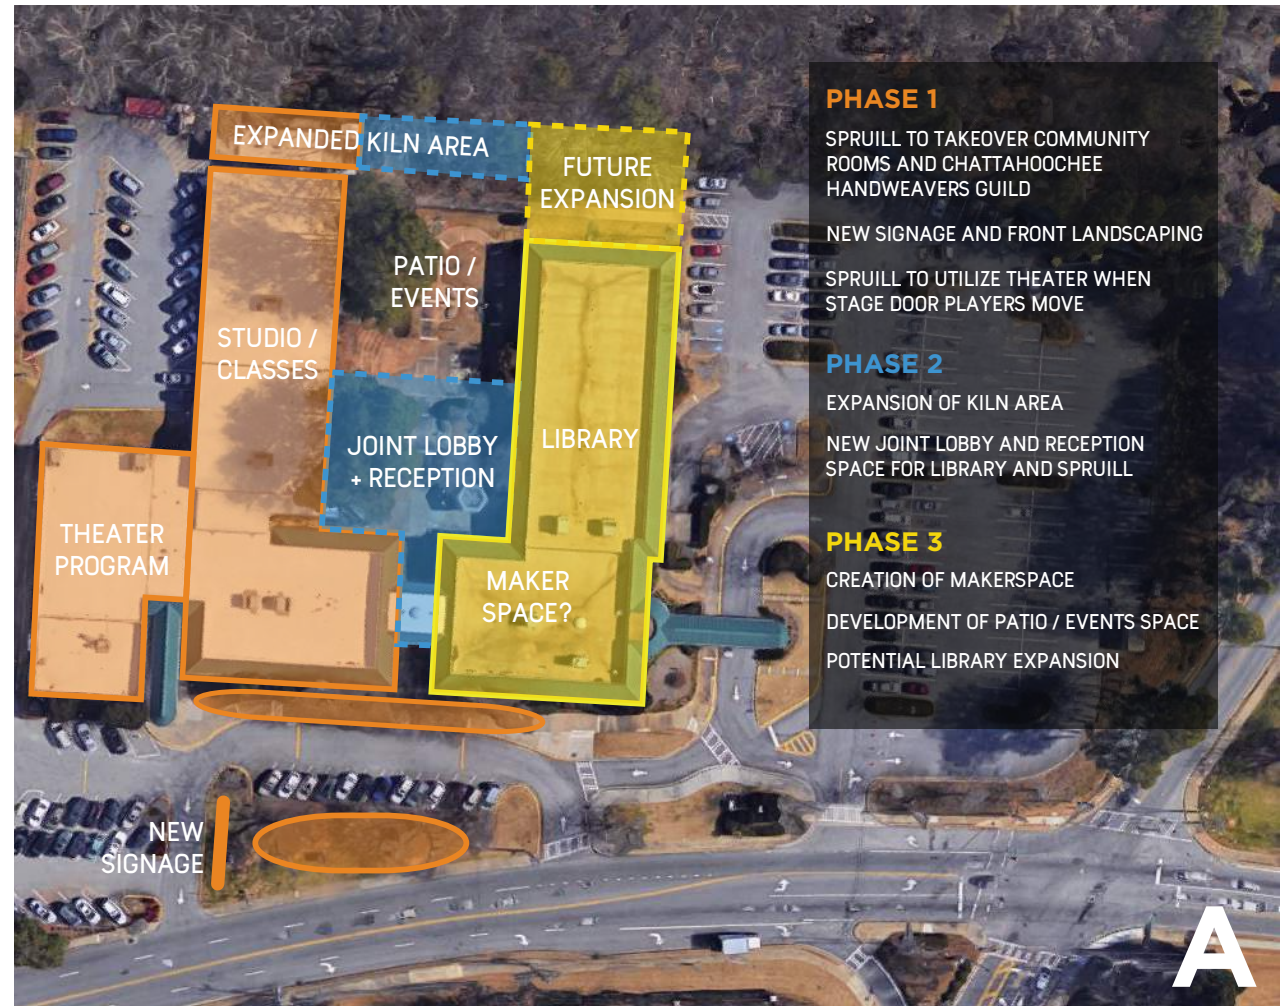 EXPANDED KILN AREA
FUTURE
EXPANSION
PATIO /
EVENTS
STUDIO /
CLASSES
JOINT LOBBY
+ RECEPTION
LIBRARY
THEATER
PROGRAM
MAKER
SPACE?
NEW
SIGNAGE
PHASE 1
SPRUILL TO TAKEOVER COMMUNITY
ROOMS AND CHATTAHOOCHEE
HANDWEAVERS GUILD
NEW SIGNAGE AND FRONT LANDSCAPING
SPRUILL TO UTILIZE THEATER WHEN
STAGE DOOR PLAYERS MOVE
PHASE 2
EXPANSION OF KILN AREA
NEW JOINT LOBBY AND RECEPTION
SPACE FOR LIBRARY AND SPRUILL
PHASE 3
CREATION OF MAKERSPACE
DEVELOPMENT OF PATIO / EVENTS SPACE
POTENTIAL LIBRARY EXPANSION
A